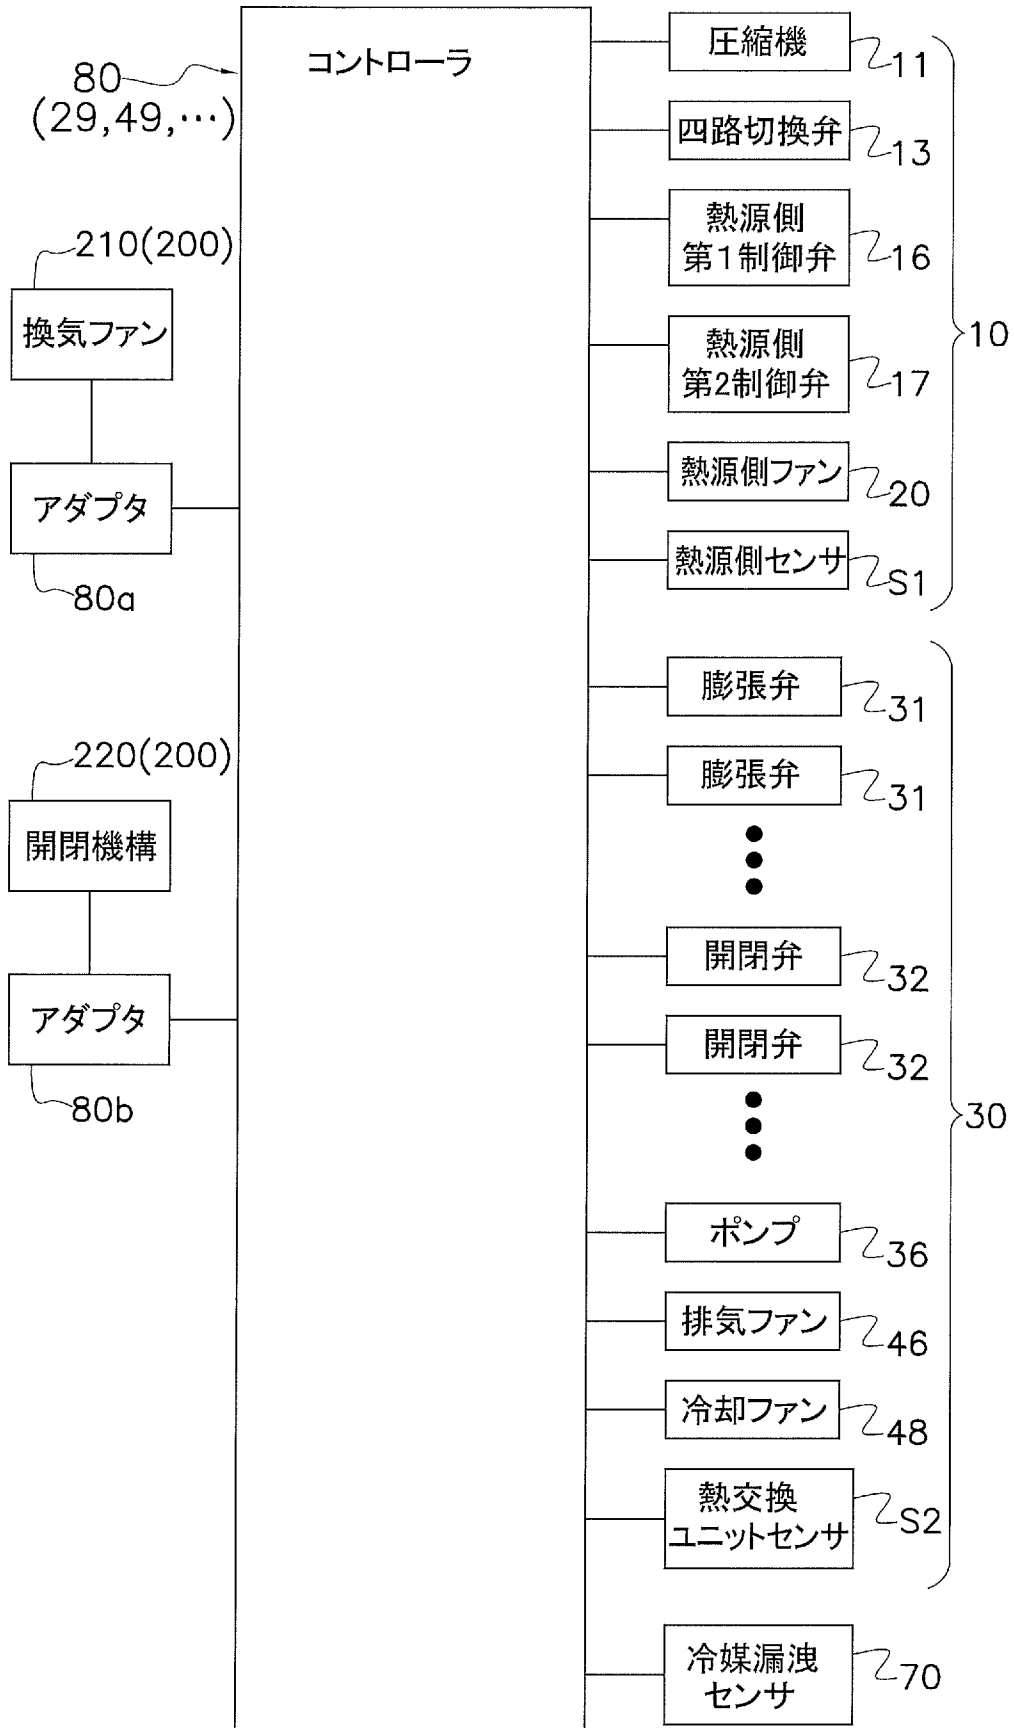 コントローラ
80
(29,49,⋯)
210(200)
換気ファン
アダプタ
80a
220(200)
開閉機構
アダプタ
80b
圧縮機
11
四路切換弁
13
熱源側
第1制御弁
16
熱源側
第2制御弁
17
熱源側ファン
20
熱源側センサ
S1
10
膨張弁
31
膨張弁
31
開閉弁
32
開閉弁
32
ポンプ
36
排気ファン
46
冷却ファン
48
熱交換
ユニットセンサ
S2
30
冷媒漏洩
センサ
70